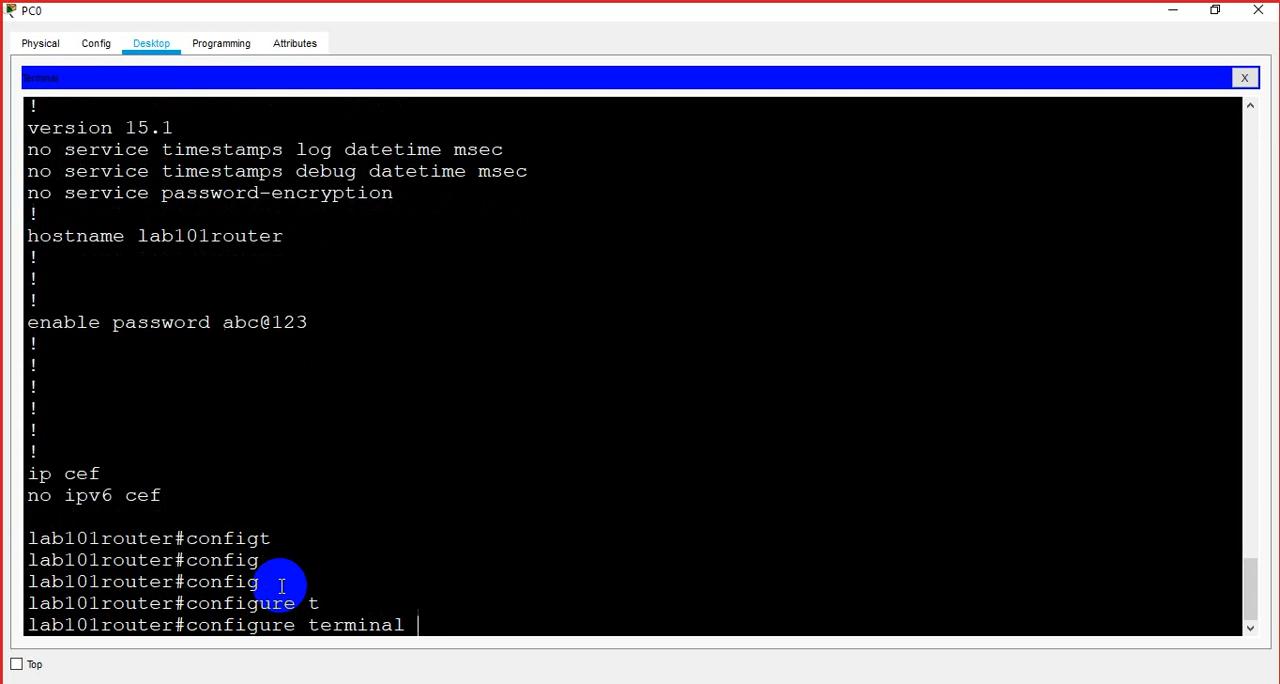 PC0
Physical Config Desktop Programming Attributes
Terminal
X
!
version 15.1
no service timestamps log datetime msec
no service timestamps debug datetime msec
no service password-encryption
!
hostname lab101router
!
!
!
enable password abc@123
!
!
!
!
!
!
ip cef
no ipv6 cef
lab101router#configt
lab101router#config
lab101router#config
lab101router#configure t
lab101router#configure terminal
Top